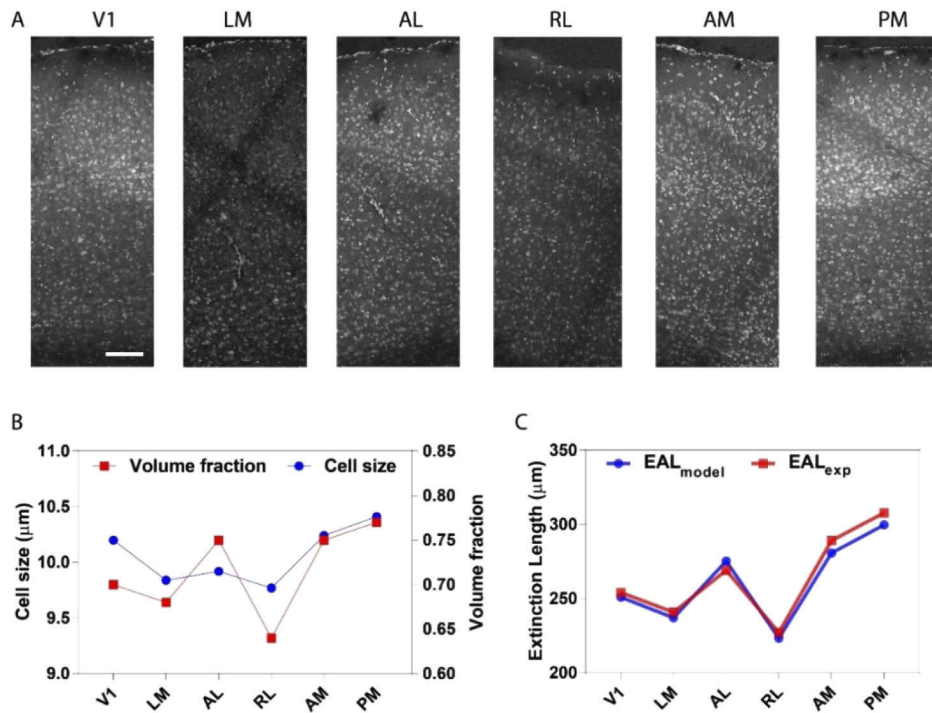 A V1 LM AL RL AM PM
B
Volume fraction Cell size
11.0
10.5
10.0
9.5
9.0
Cell size (μm)
0.85
0.80
0.75
0.70
0.65
0.60
Volume fraction
V1 LM AL RL AM PM
C
EALmodel EALexp
350
300
250
200
Extinction Length (μm)
V1 LM AL RL AM PM